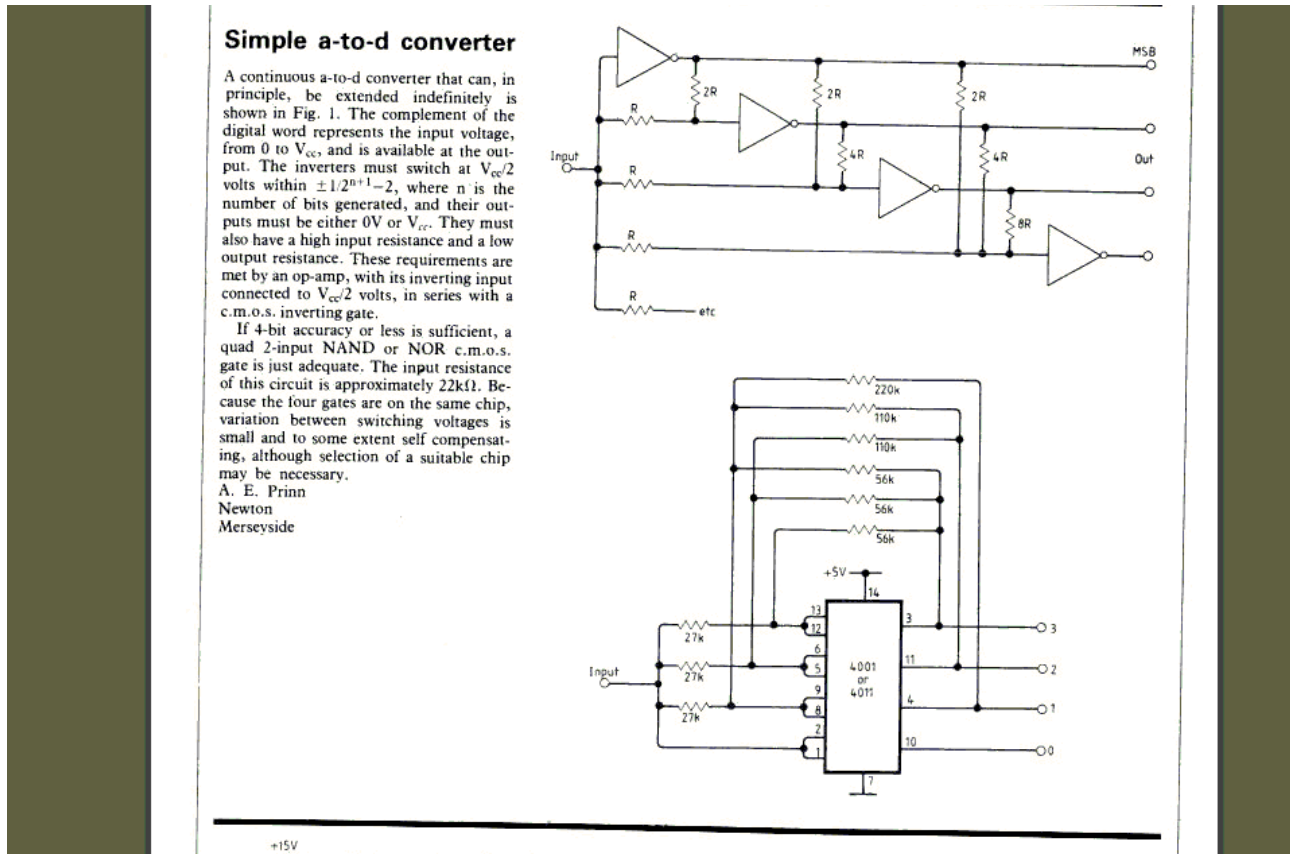 Simple a-to-d converter
A continuous a-to-d converter that can, in
principle, be extended indefinitely is
shown in Fig. 1. The complement of the
digital word represents the input voltage,
from 0 to Vcc, and is available at the out-
put. The inverters must switch at Vcc/2
volts within ±1/2ⁿ⁺¹−2, where n is the
number of bits generated, and their out-
puts must be either 0V or Vcc. They must
also have a high input resistance and a low
output resistance. These requirements are
met by an op-amp, with its inverting input
connected to Vcc/2 volts, in series with a
c.m.o.s. inverting gate.
If 4-bit accuracy or less is sufficient, a
quad 2-input NAND or NOR c.m.o.s.
gate is just adequate. The input resistance
of this circuit is approximately 22kΩ. Be-
cause the four gates are on the same chip,
variation between switching voltages is
small and to some extent self compensat-
ing, although selection of a suitable chip
may be necessary.
A. E. Prinn
Newton
Merseyside
MSB
2R
2R
2R
R
Input
4R
4R
Out
R
8R
R
R
etc
220k
110k
110k
56k
56k
56k
+5V
14
13
12
3
3
27k
6
5
11
2
27k
Input
4001
or
4011
9
8
4
1
27k
2
1
10
0
7
+15V